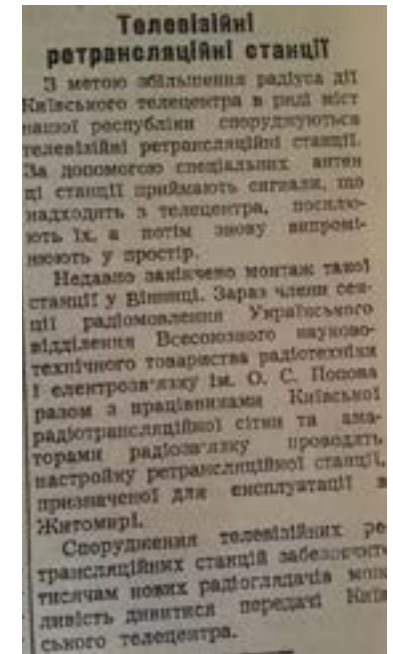 Телевізійні
ретрансляційні станції
З метою збільшення радіуса дії
Київського телецентра в ряді міст
нашої республіки споруджуються
телевізійні ретрансляційні станції.
За допомогою спеціальних антен
ці станції приймають сигнали, що
надходять з телецентра, посилю-
ють їх, а потім знову випромі-
нюють у простір.
Недавно закінчено монтаж такої
станції у Вінниці. Зараз члени сек-
ції радіомовлення Українського
відділення Всесоюзного науково-
технічного товариства радіотехніки
і електрозв'язку ім. О. С. Попова
разом з працівниками Київської
радіотрансляційної сітки та ама-
торами радіозв'язку проводять
настройку ретрансляційної станції,
призначеної для експлуатації в
Житомирі.
Спорудження телевізійних ре-
трансляційних станцій забезпечить
тисячам нових радіоглядачів мож-
ливість дивитися передачі Київ-
ського телецентра.